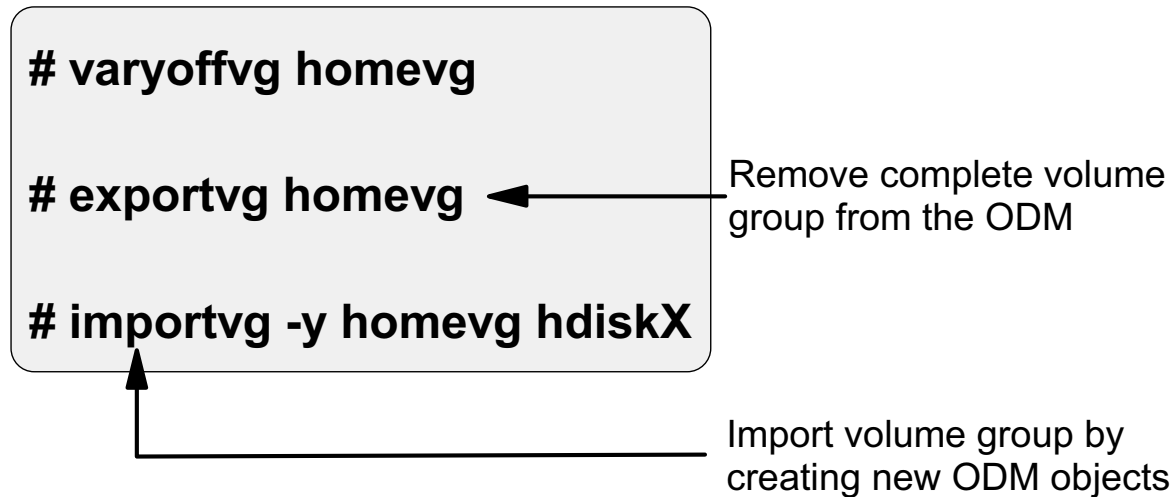 # varyoffvg homevg
# exportvg homevg
Remove complete volume
group from the ODM
# importvg -y homevg hdiskX
Import volume group by
creating new ODM objects